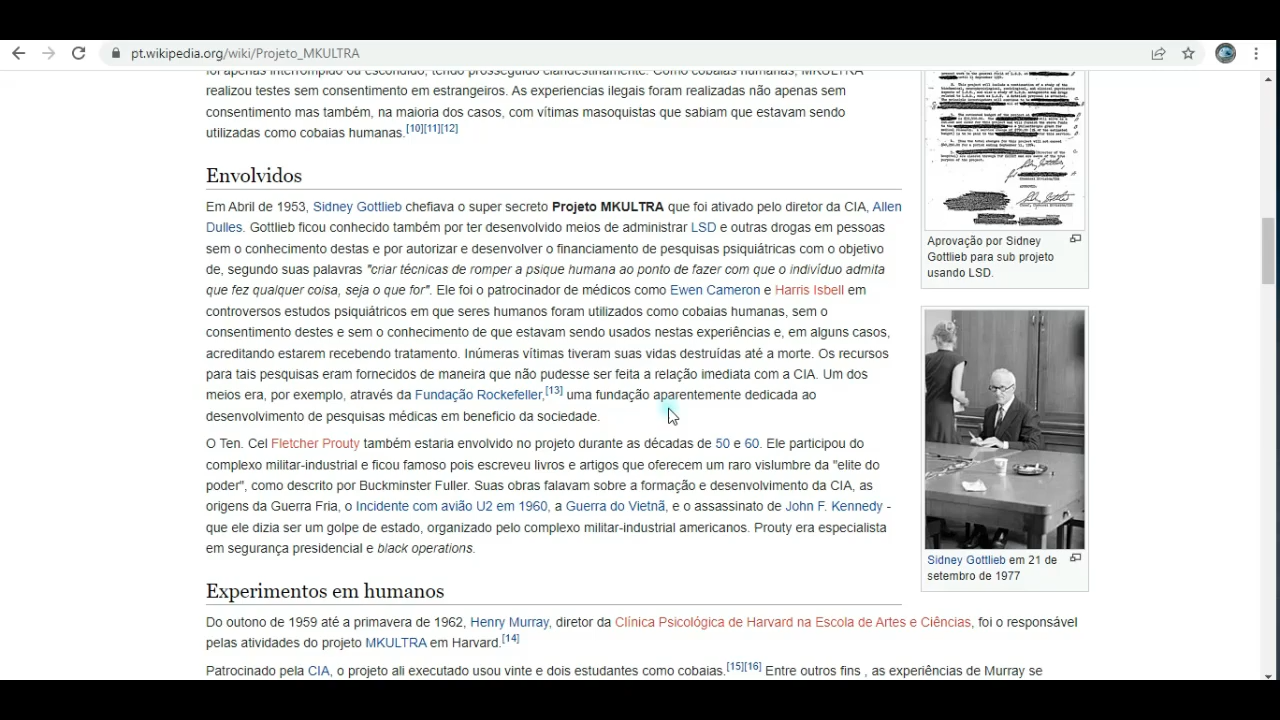 pt.wikipedia.org/wiki/Projeto_MKULTRA
foi apenas interrompido ou escondido, tendo prosseguido clandestinamente. Como cobaias humanas, MKULTRA
realizou testes sem consentimento em estrangeiros. As experiências ilegais foram feitas em seres humanos sem
consentimento e, na maioria dos casos, com vítimas que nem mesmo sabiam que estavam sendo
utilizadas como cobaias humanas.[10][11][12]
Envolvidos
Em Abril de 1953, Sidney Gottlieb chefiava o super secreto Projeto MKULTRA que foi ativado pelo diretor da CIA, Allen
Dulles. Gottlieb ficou conhecido também por ter desenvolvido meios de administrar LSD e outras drogas em pessoas
sem o conhecimento destas e por autorizar e desenvolver o financiamento de pesquisas psiquiátricas com o objetivo
de, segundo suas palavras "criar técnicas de romper a psique humana ao ponto de fazer com que o indivíduo admita
que fez qualquer coisa, seja o que for". Ele foi o patrocinador de médicos como Ewen Cameron e Harris Isbell em
controversos estudos psiquiátricos em que seres humanos foram utilizados como cobaias humanas, sem o
consentimento destes e sem o conhecimento de que estavam sendo usados nestas experiências e, em alguns casos,
acreditando estarem recebendo tratamento. Inúmeras vítimas tiveram suas vidas destruídas até a morte. Os recursos
para tais pesquisas eram fornecidos de maneira que não pudesse ser feita a relação imediata com a CIA. Um dos
meios era, por exemplo, através da Fundação Rockefeller,[13] uma fundação aparentemente dedicada ao
desenvolvimento de pesquisas médicas em beneficio da sociedade.
O Ten. Cel Fletcher Prouty também estaria envolvido no projeto durante as décadas de 50 e 60. Ele participou do
complexo militar-industrial e ficou famoso pois escreveu livros e artigos que oferecem um raro vislumbre da "elite do
poder", como descrito por Buckminster Fuller. Suas obras falavam sobre a formação e desenvolvimento da CIA, as
origens da Guerra Fria, o Incidente com avião U2 em 1960, a Guerra do Vietnã, e o assassinato de John F. Kennedy -
que ele dizia ser um golpe de estado, organizado pelo complexo militar-industrial americanos. Prouty era especialista
em segurança presidencial e black operations.
Experimentos em humanos
Do outono de 1959 até a primavera de 1962, Henry Murray, diretor da Clínica Psicológica de Harvard na Escola de Artes e Ciências, foi o responsável
pelas atividades do projeto MKULTRA em Harvard.[14]
Patrocinado pela CIA, o projeto ali executado usou vinte e dois estudantes como cobaias.[15][16] Entre outros fins , as experiências de Murray se
Aprovação por Sidney
Gottlieb para sub projeto
usando LSD.
Sidney Gottlieb em 21 de
setembro de 1977